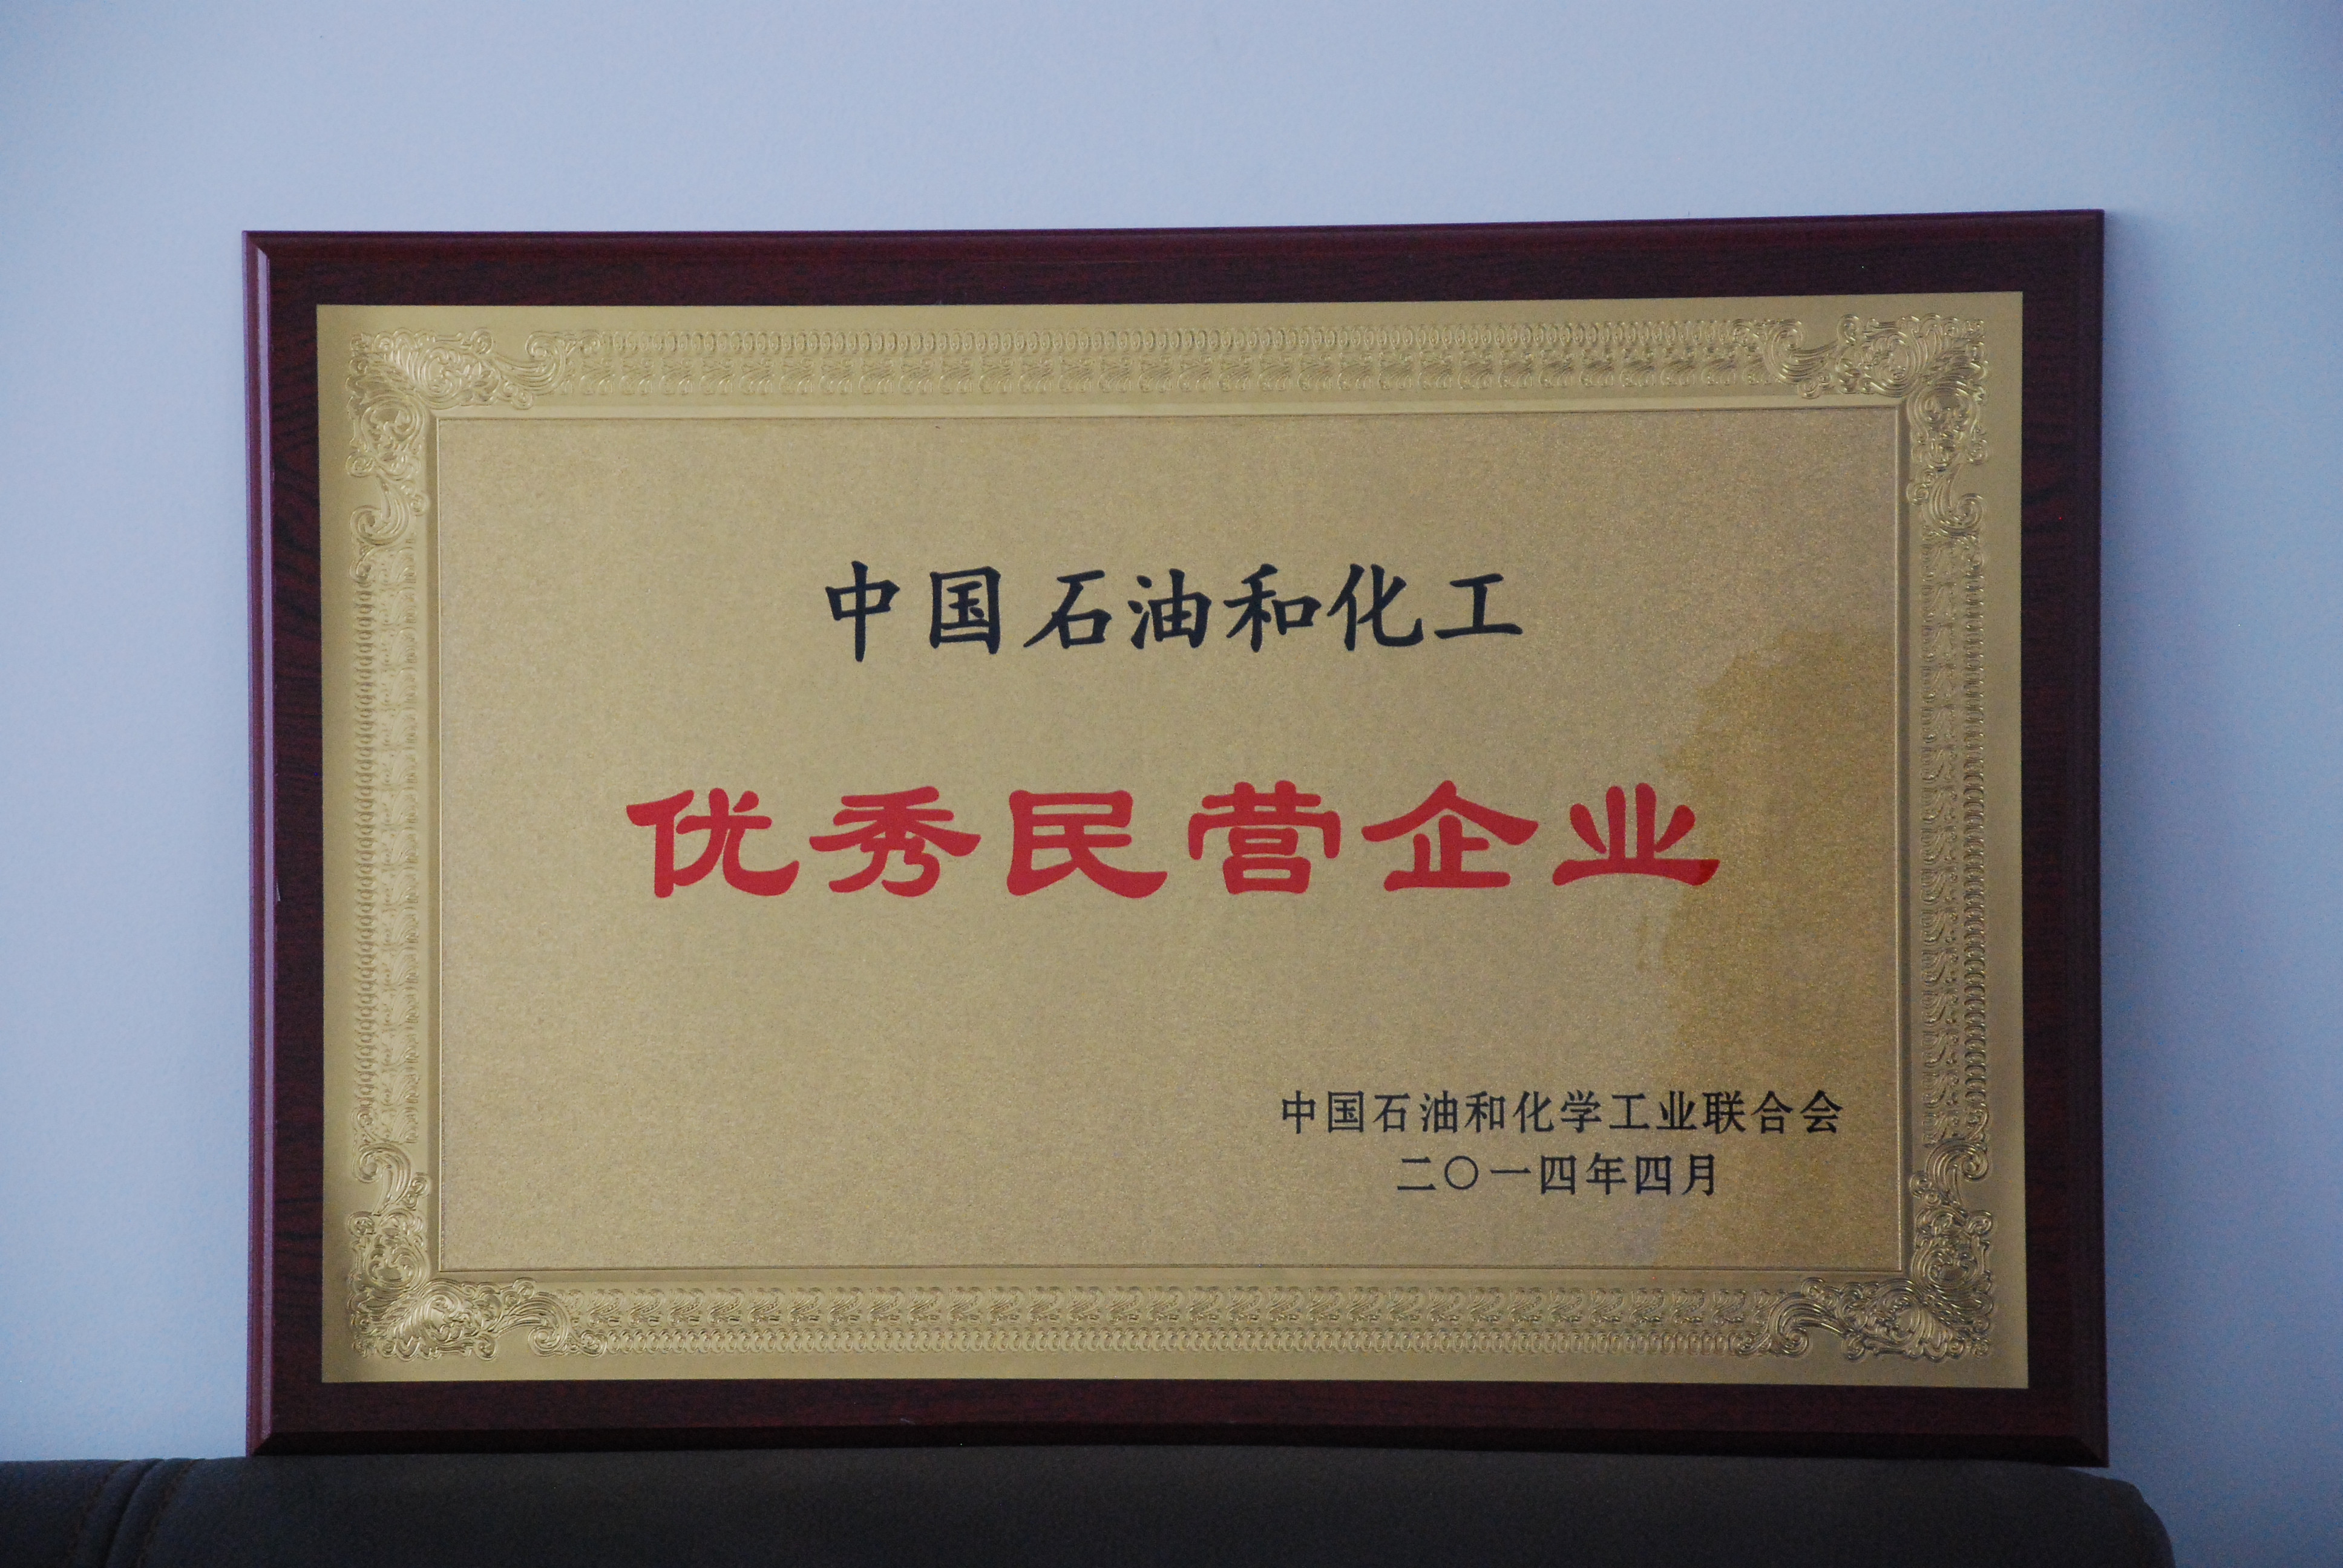 中国石油和化工
优秀民营企业
中国石油和化学工业联合会
二〇一四年四月